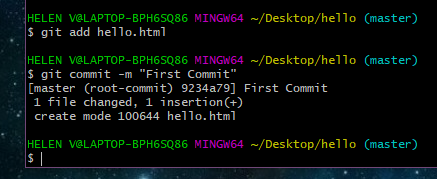 HELEN V@LAPTOP-BPH6SQ86 MINGW64 ~/Desktop/hello (master)
$ git add hello.html
HELEN V@LAPTOP-BPH6SQ86 MINGW64 ~/Desktop/hello (master)
$ git commit -m "First Commit"
[master (root-commit) 9234a79] First Commit
 1 file changed, 1 insertion(+)
 create mode 100644 hello.html
HELEN V@LAPTOP-BPH6SQ86 MINGW64 ~/Desktop/hello (master)
$